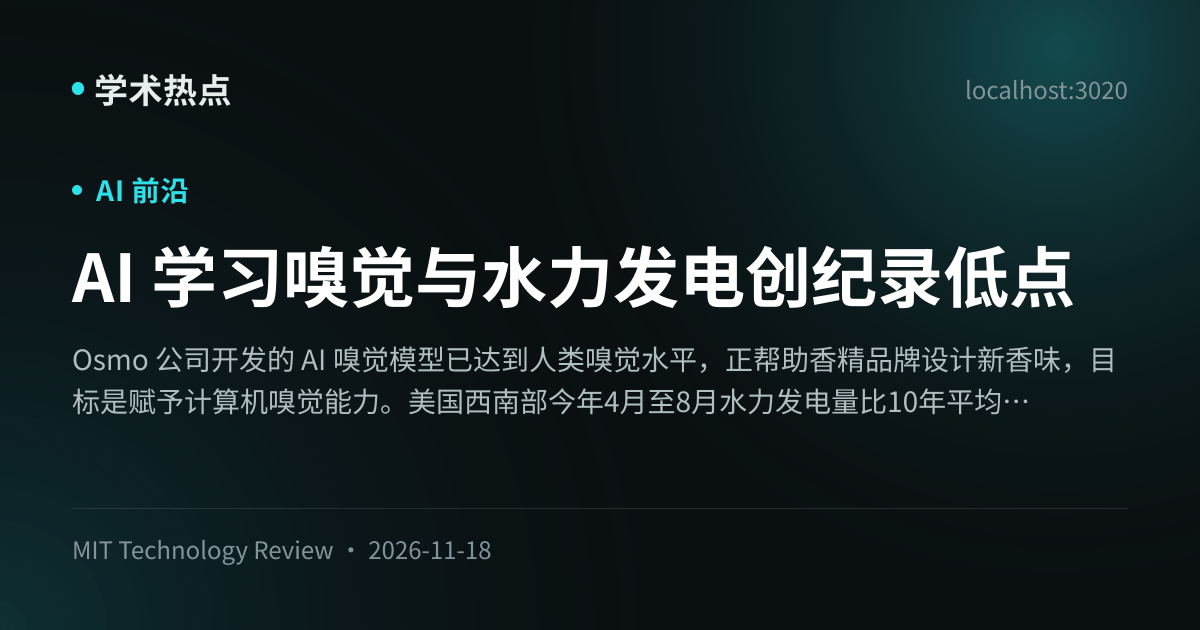 学术热点
localhost:3020
AI 前沿
AI 学习嗅觉与水力发电创纪录低点
Osmo 公司开发的 AI 嗅觉模型已达到人类嗅觉水平，正帮助香精品牌设计新香味，目
标是赋予计算机嗅觉能力。美国西南部今年4月至8月水力发电量比10年平均…
MIT Technology Review · 2026-11-18